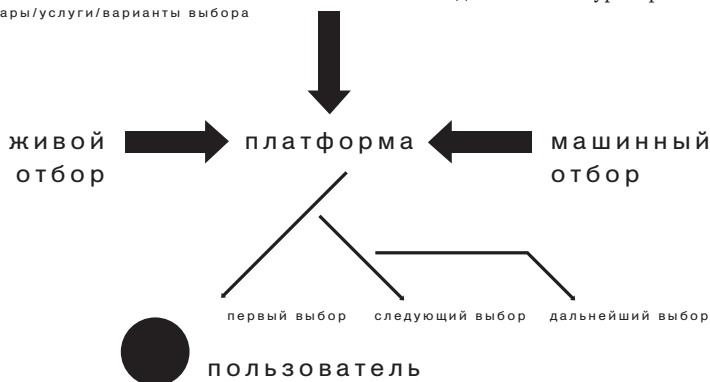 ары/услуги/варианты выбора
живой
отбор
платформа
машинный
отбор
первый выбор
следующий выбор
дальнейший выбор
пользователь